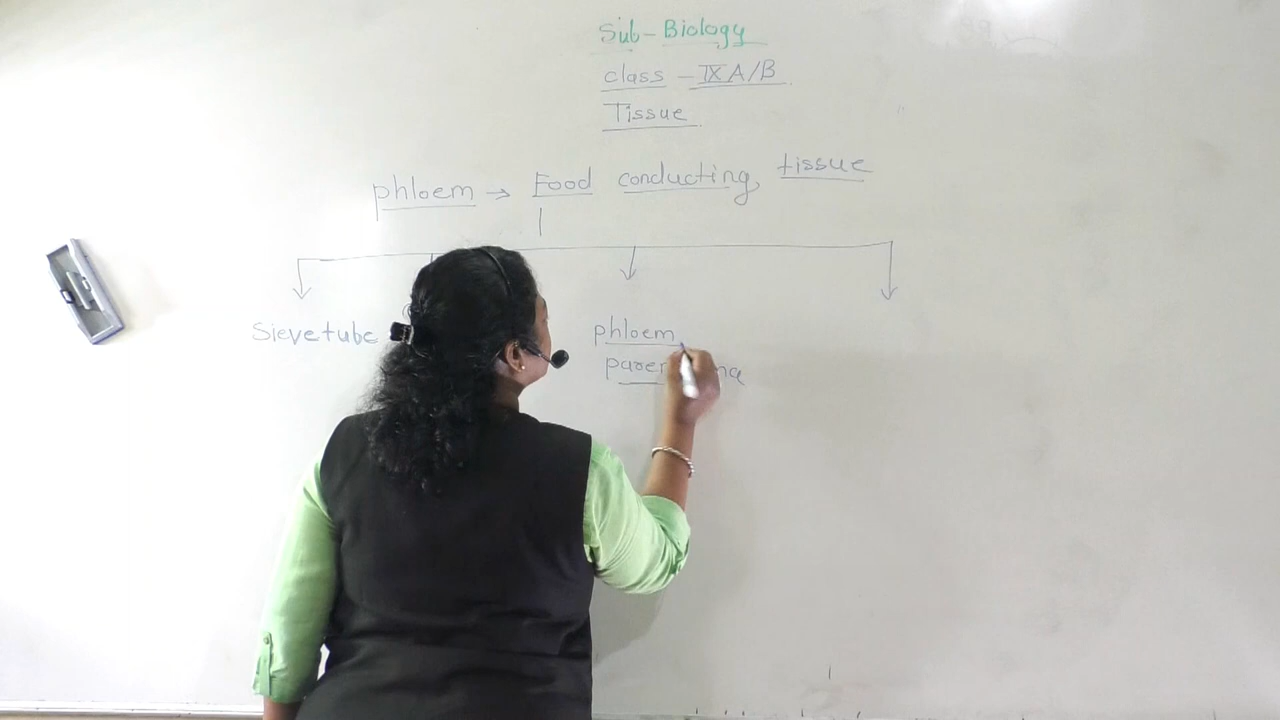 Sub-Biology
class - IX A/B
Tissue
phloem → Food conducting tissue
Sievetube
phloem